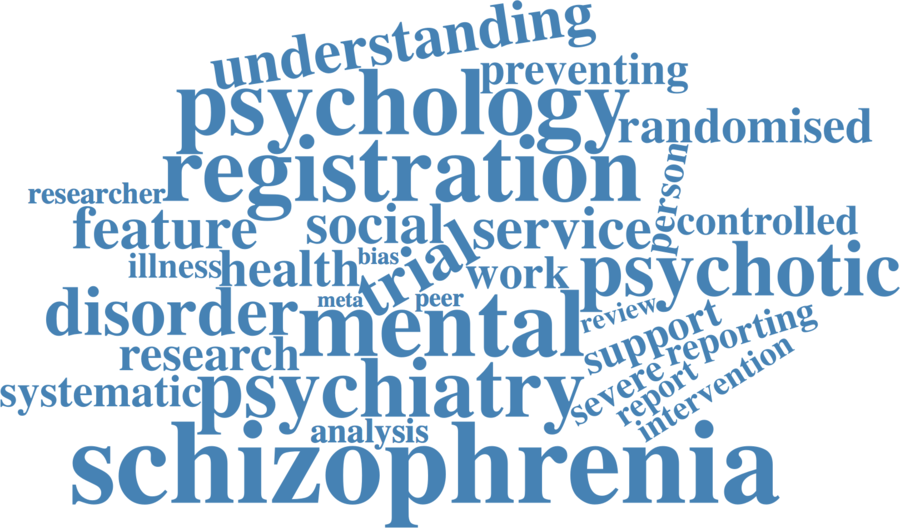 understanding
preventing
psychology
randomised
registration
person
researcher
feature
social
service
controlled
illness
health
bias
trial
work
psychotic
disorder
meta
peer
mental
review
support
research
severe reporting
systematic
psychiatry
report
intervention
analysis
schizophrenia